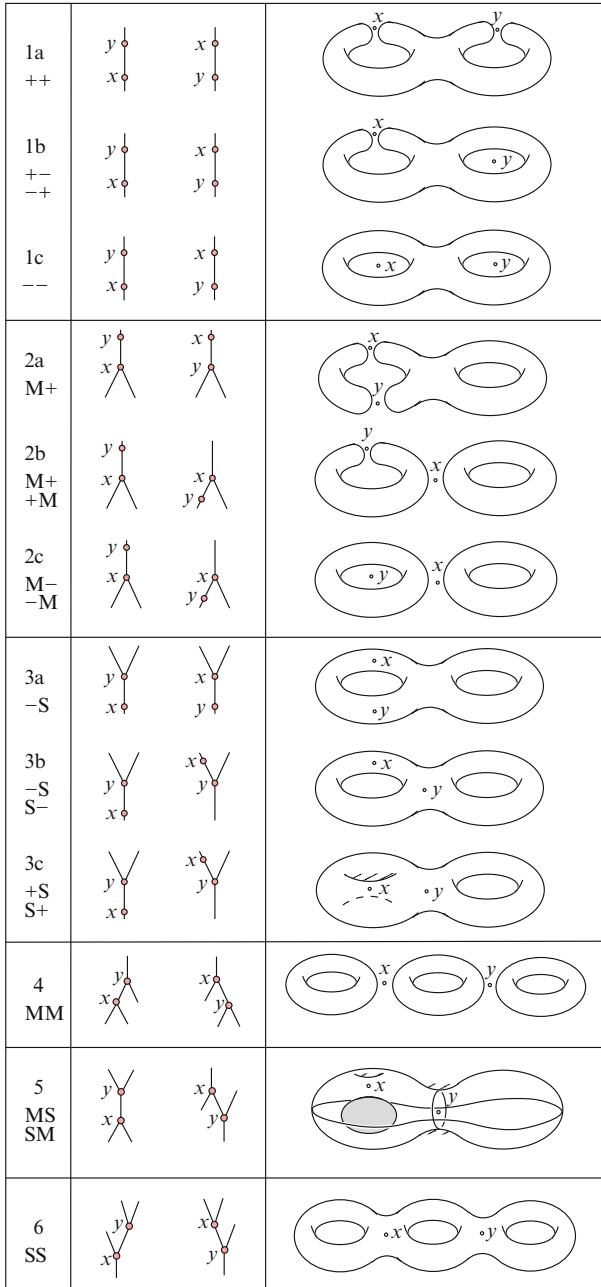 x y
1a y x
++ x y
x
1b y x
+− x y y
−+
1c y x
−− x y x y
y x x
2a x y
M+ y
y
2b y
M+ x x x
+M y
2c y x
M− x x y
−M y
3a y x x
−S x y y
3b x x
−S y y y
S− x
3c x
+S y y x y
S+ x
4 y x x y
MM x y
5 y x x y
MS x y
SM
6 y x x y
SS x y